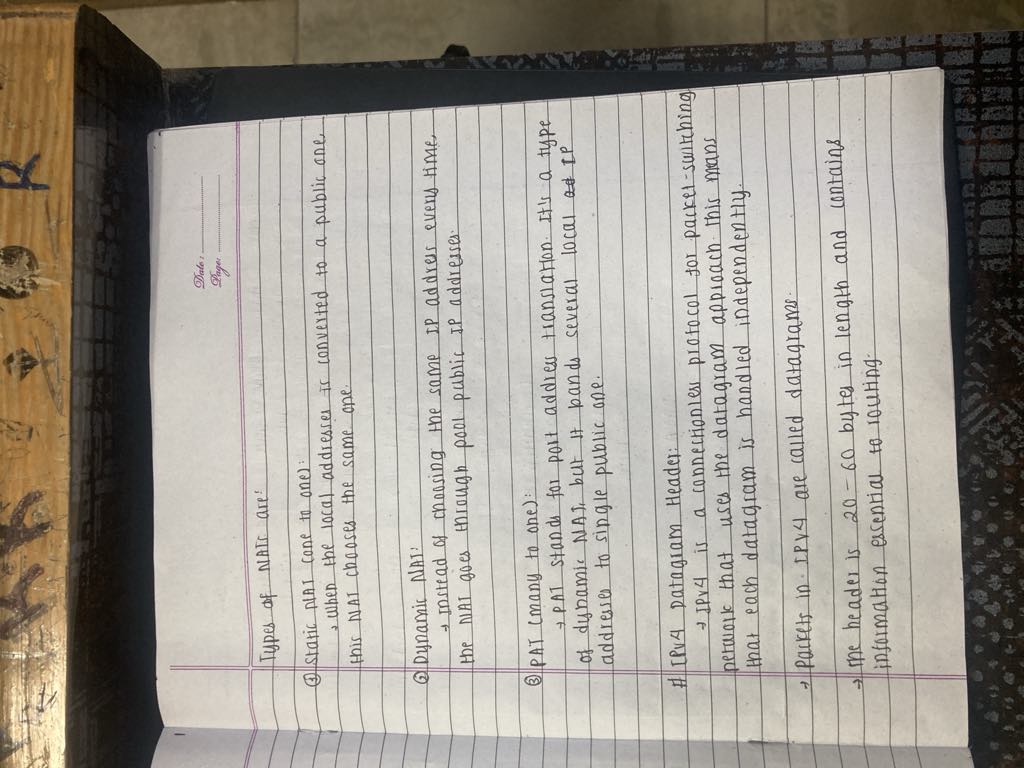 Date:
Page:
Types of NATs are:
① Static NAT (one to one):
→ When the local addresses is converted to a public one,
this NAT chooses the same one.
② Dynamic NAT:
→ Instead of choosing the same IP address every time,
the NAT goes through pool public IP addresses.
③ PAT (many to one):
→ PAT stands for port address translation. It's a type
of dynamic NAT, but it bands several local IP
addresses to single public one.
# IPv4 Datagram Header:
→ IPv4 is a connectionless protocol for packet-switching
network that uses the datagram approach. This means
that each datagram is handled independently.
→ Packets in IPv4 are called datagrams.
→ The header is 20-60 bytes in length and contains
information essential to routing.